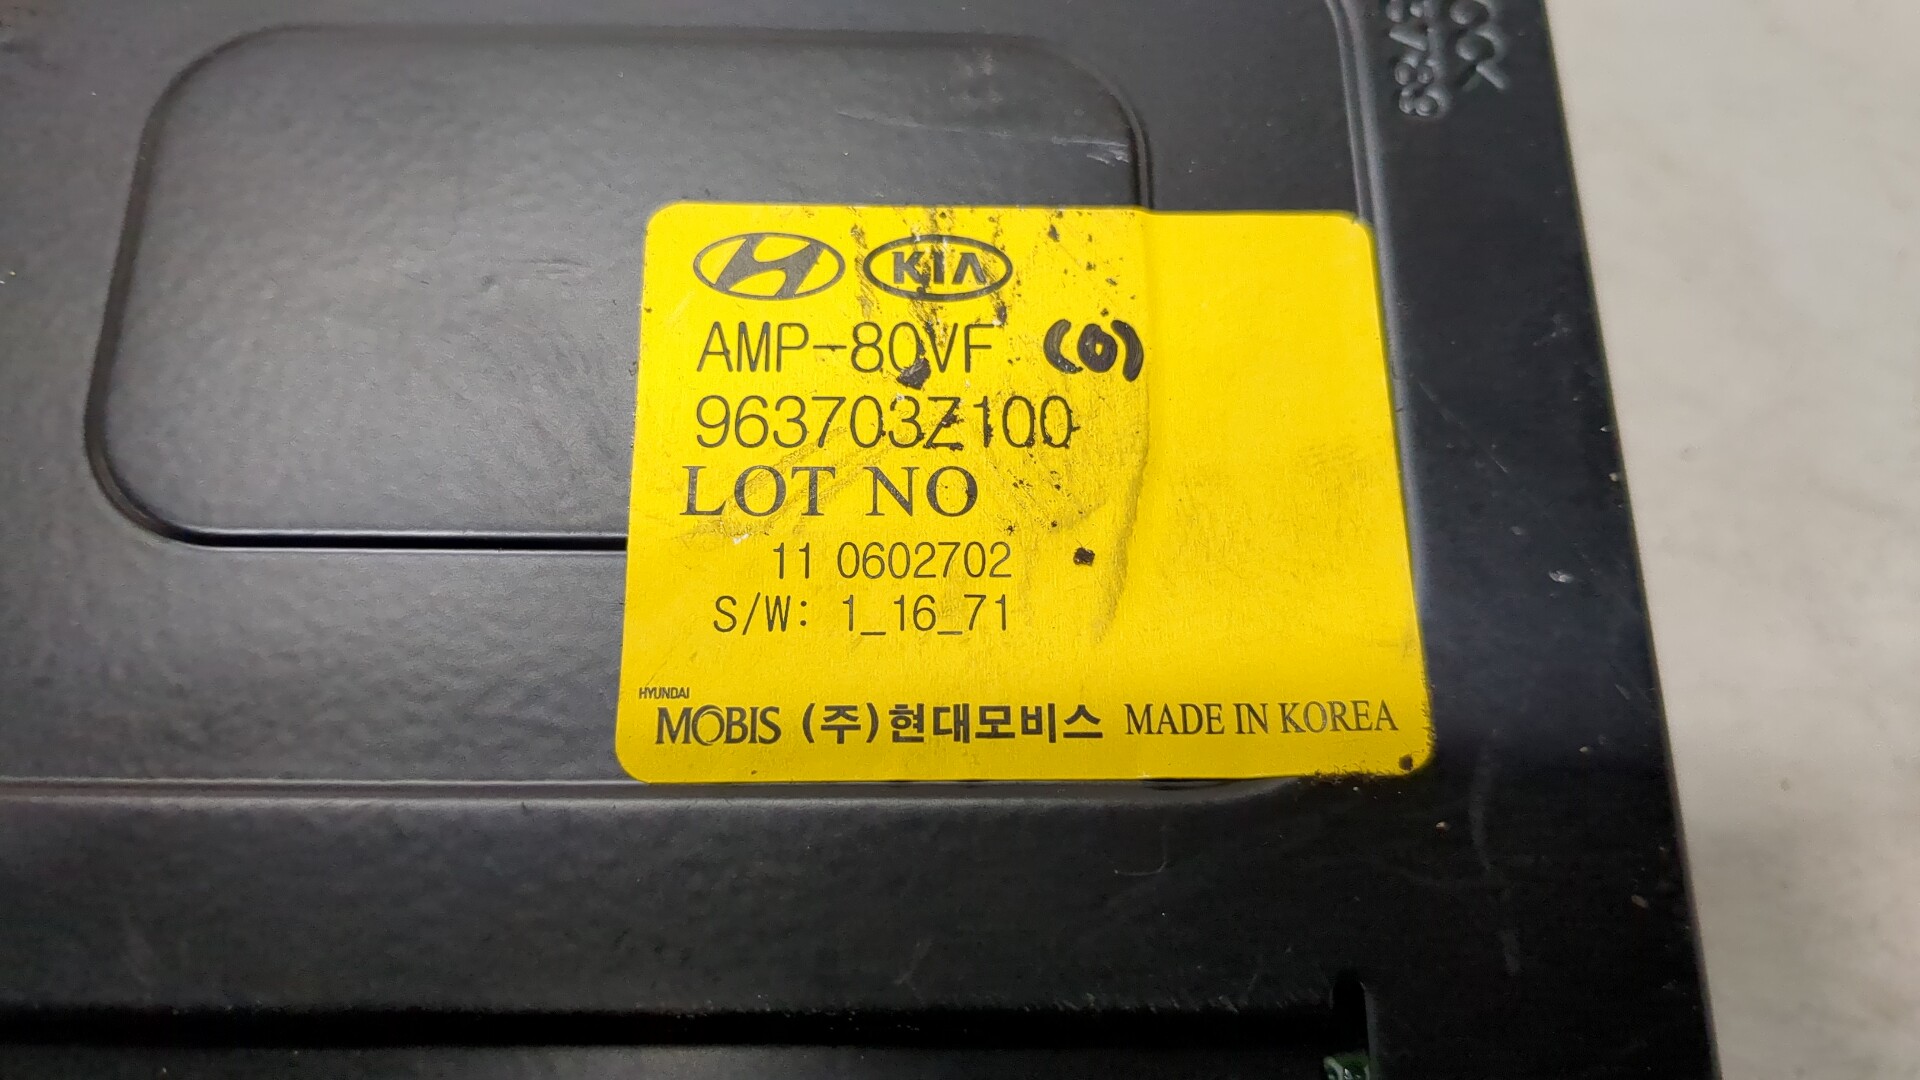 KIA
AMP-80VF (0)
963703Z100
LOT NO
11 0602702
S/W: 1_16_71
HYUNDAI
MOBIS (주)현대모비스 MADE IN KOREA